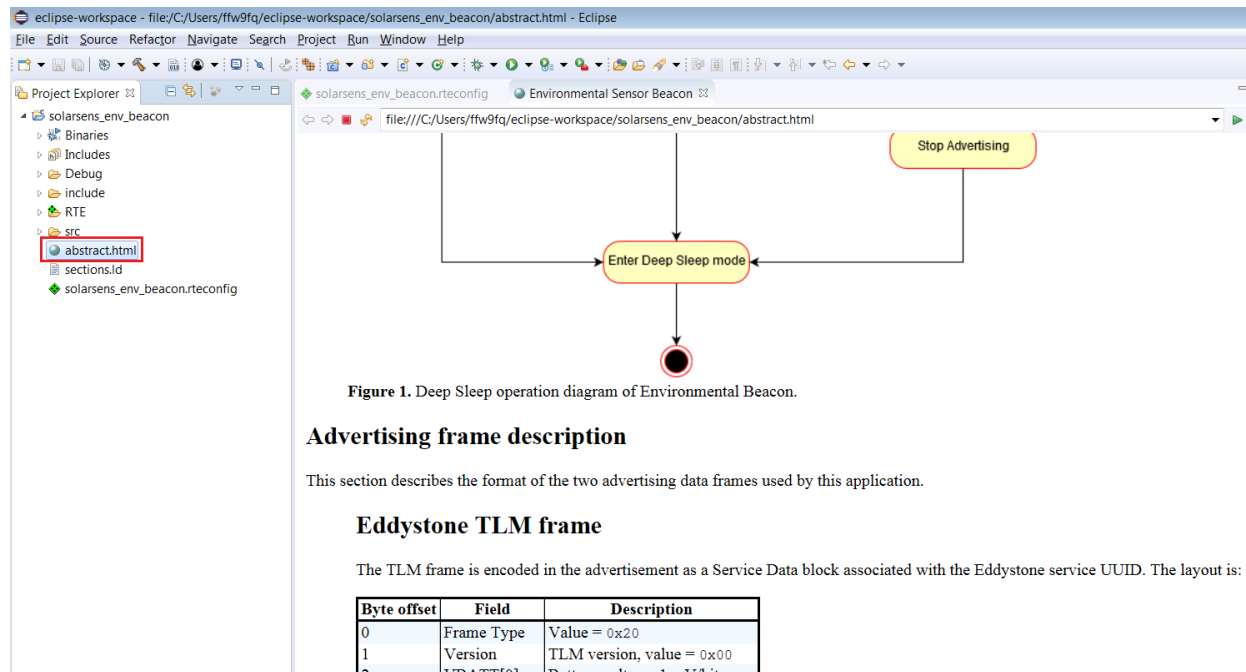 eclipse-workspace - file:/C:/Users/ffw9fq/eclipse-workspace/solarsens_env_beacon/abstract.html - Eclipse
File Edit Source Refactor Navigate Search Project Run Window Help
Project Explorer
solarsens_env_beacon.rteconfig Environmental Sensor Beacon
solarsens_env_beacon
file:///C:/Users/ffw9fq/eclipse-workspace/solarsens_env_beacon/abstract.html
Binaries
Includes
Debug
include
RTE
src
abstract.html
sections.ld
solarsens_env_beacon.rteconfig
Stop Advertising
Enter Deep Sleep mode
Figure 1. Deep Sleep operation diagram of Environmental Beacon.
Advertising frame description
This section describes the format of the two advertising data frames used by this application.
Eddystone TLM frame
The TLM frame is encoded in the advertisement as a Service Data block associated with the Eddystone service UUID. The layout is:
Byte offset Field Description
0 Frame Type Value = 0x20
1 Version TLM version, value = 0x00